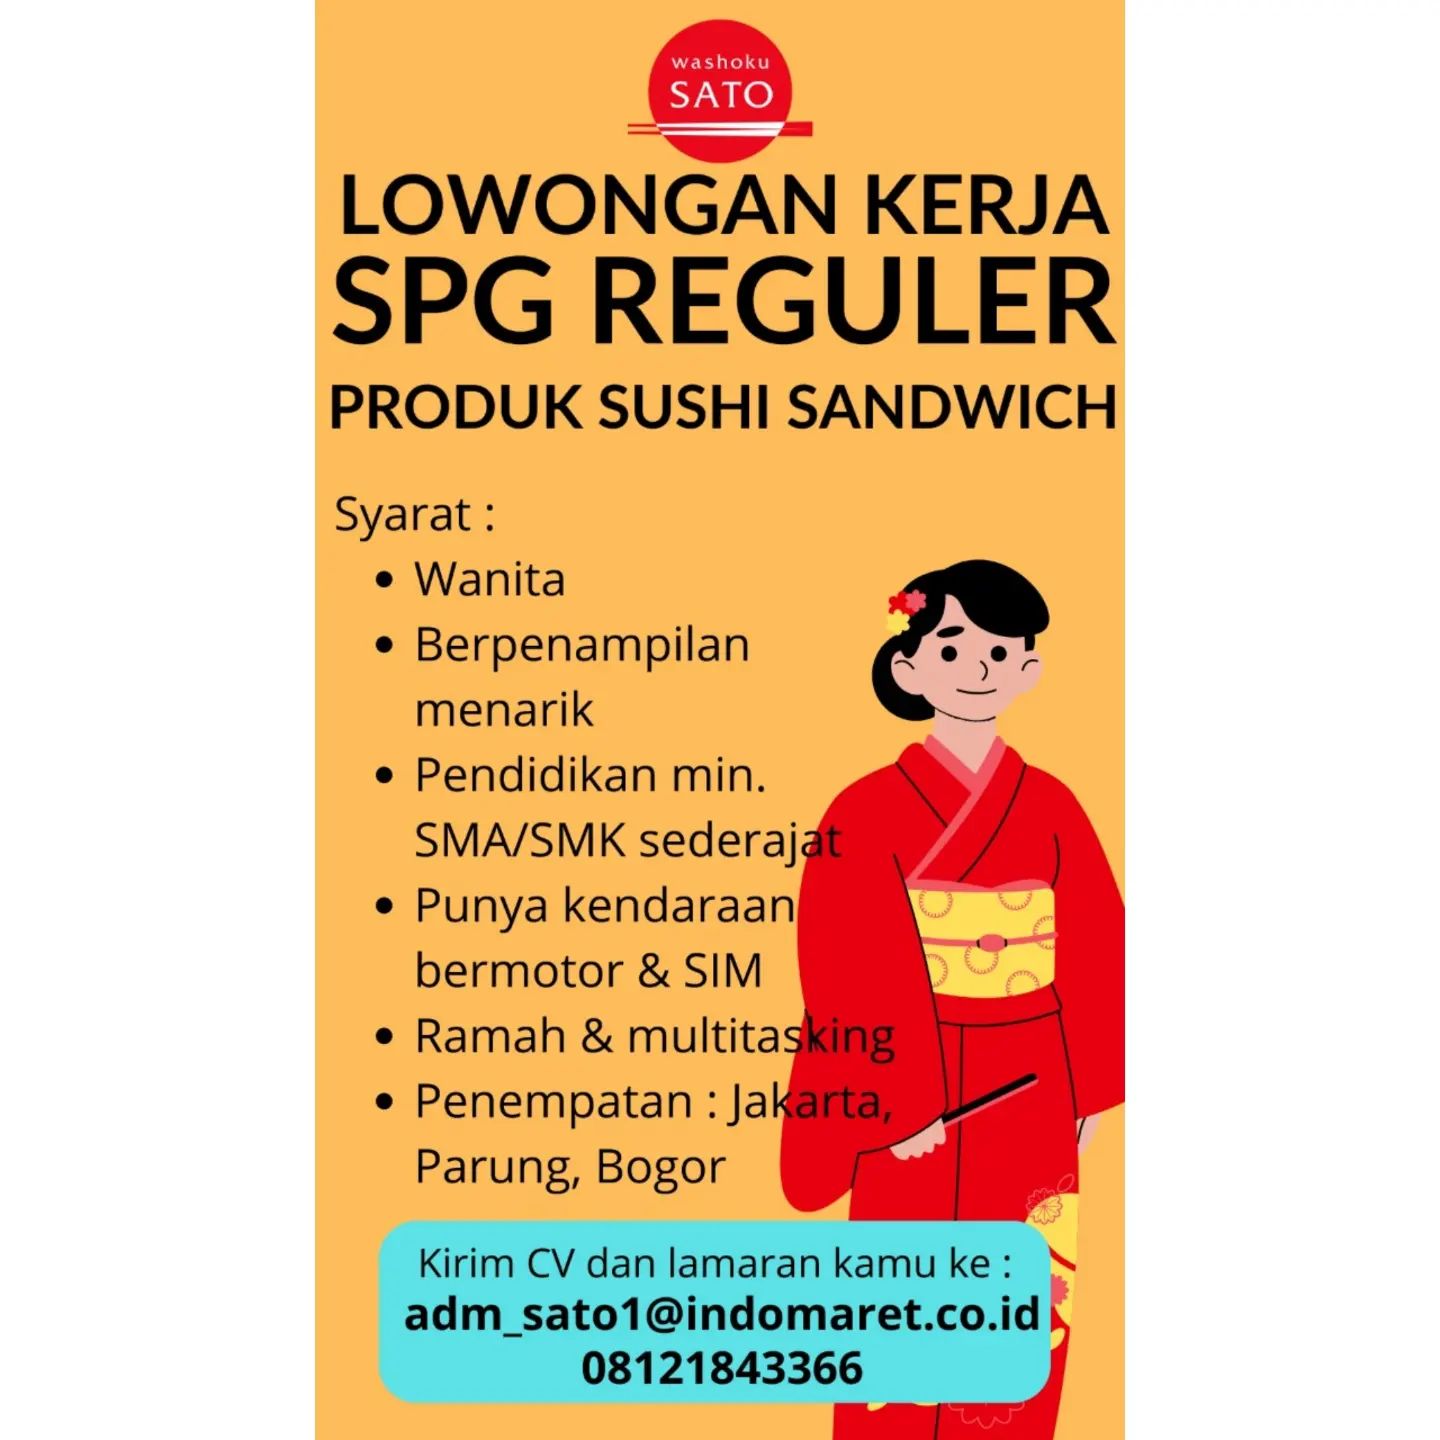 washoku
SATO
LOWONGAN KERJA
SPG REGULER
PRODUK SUSHI SANDWICH
Syarat :
• Wanita
• Berpenampilan
menarik
• Pendidikan min.
SMA/SMK sederajat
• Punya kendaraan
bermotor & SIM
• Ramah & multitasking
• Penempatan : Jakarta,
Parung, Bogor
Kirim CV dan lamaran kamu ke :
adm_sato1@indomaret.co.id
08121843366